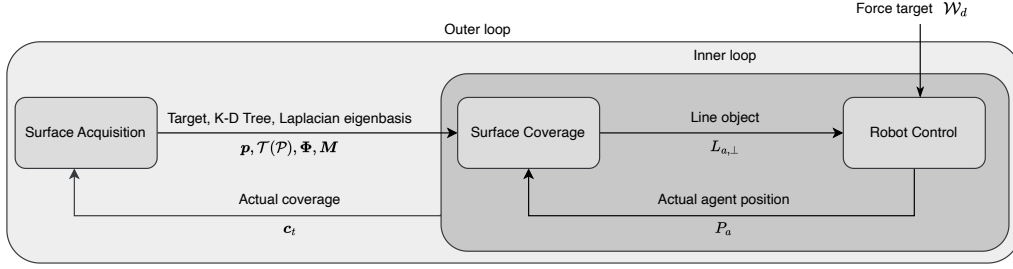 Force target 𝒲_d
Outer loop
Inner loop
Surface Acquisition
Target, K-D Tree, Laplacian eigenbasis
p, 𝒯(𝒫), Φ, M
Surface Coverage
Line object
L_{a,⊥}
Robot Control
Actual coverage
c_t
Actual agent position
P_a